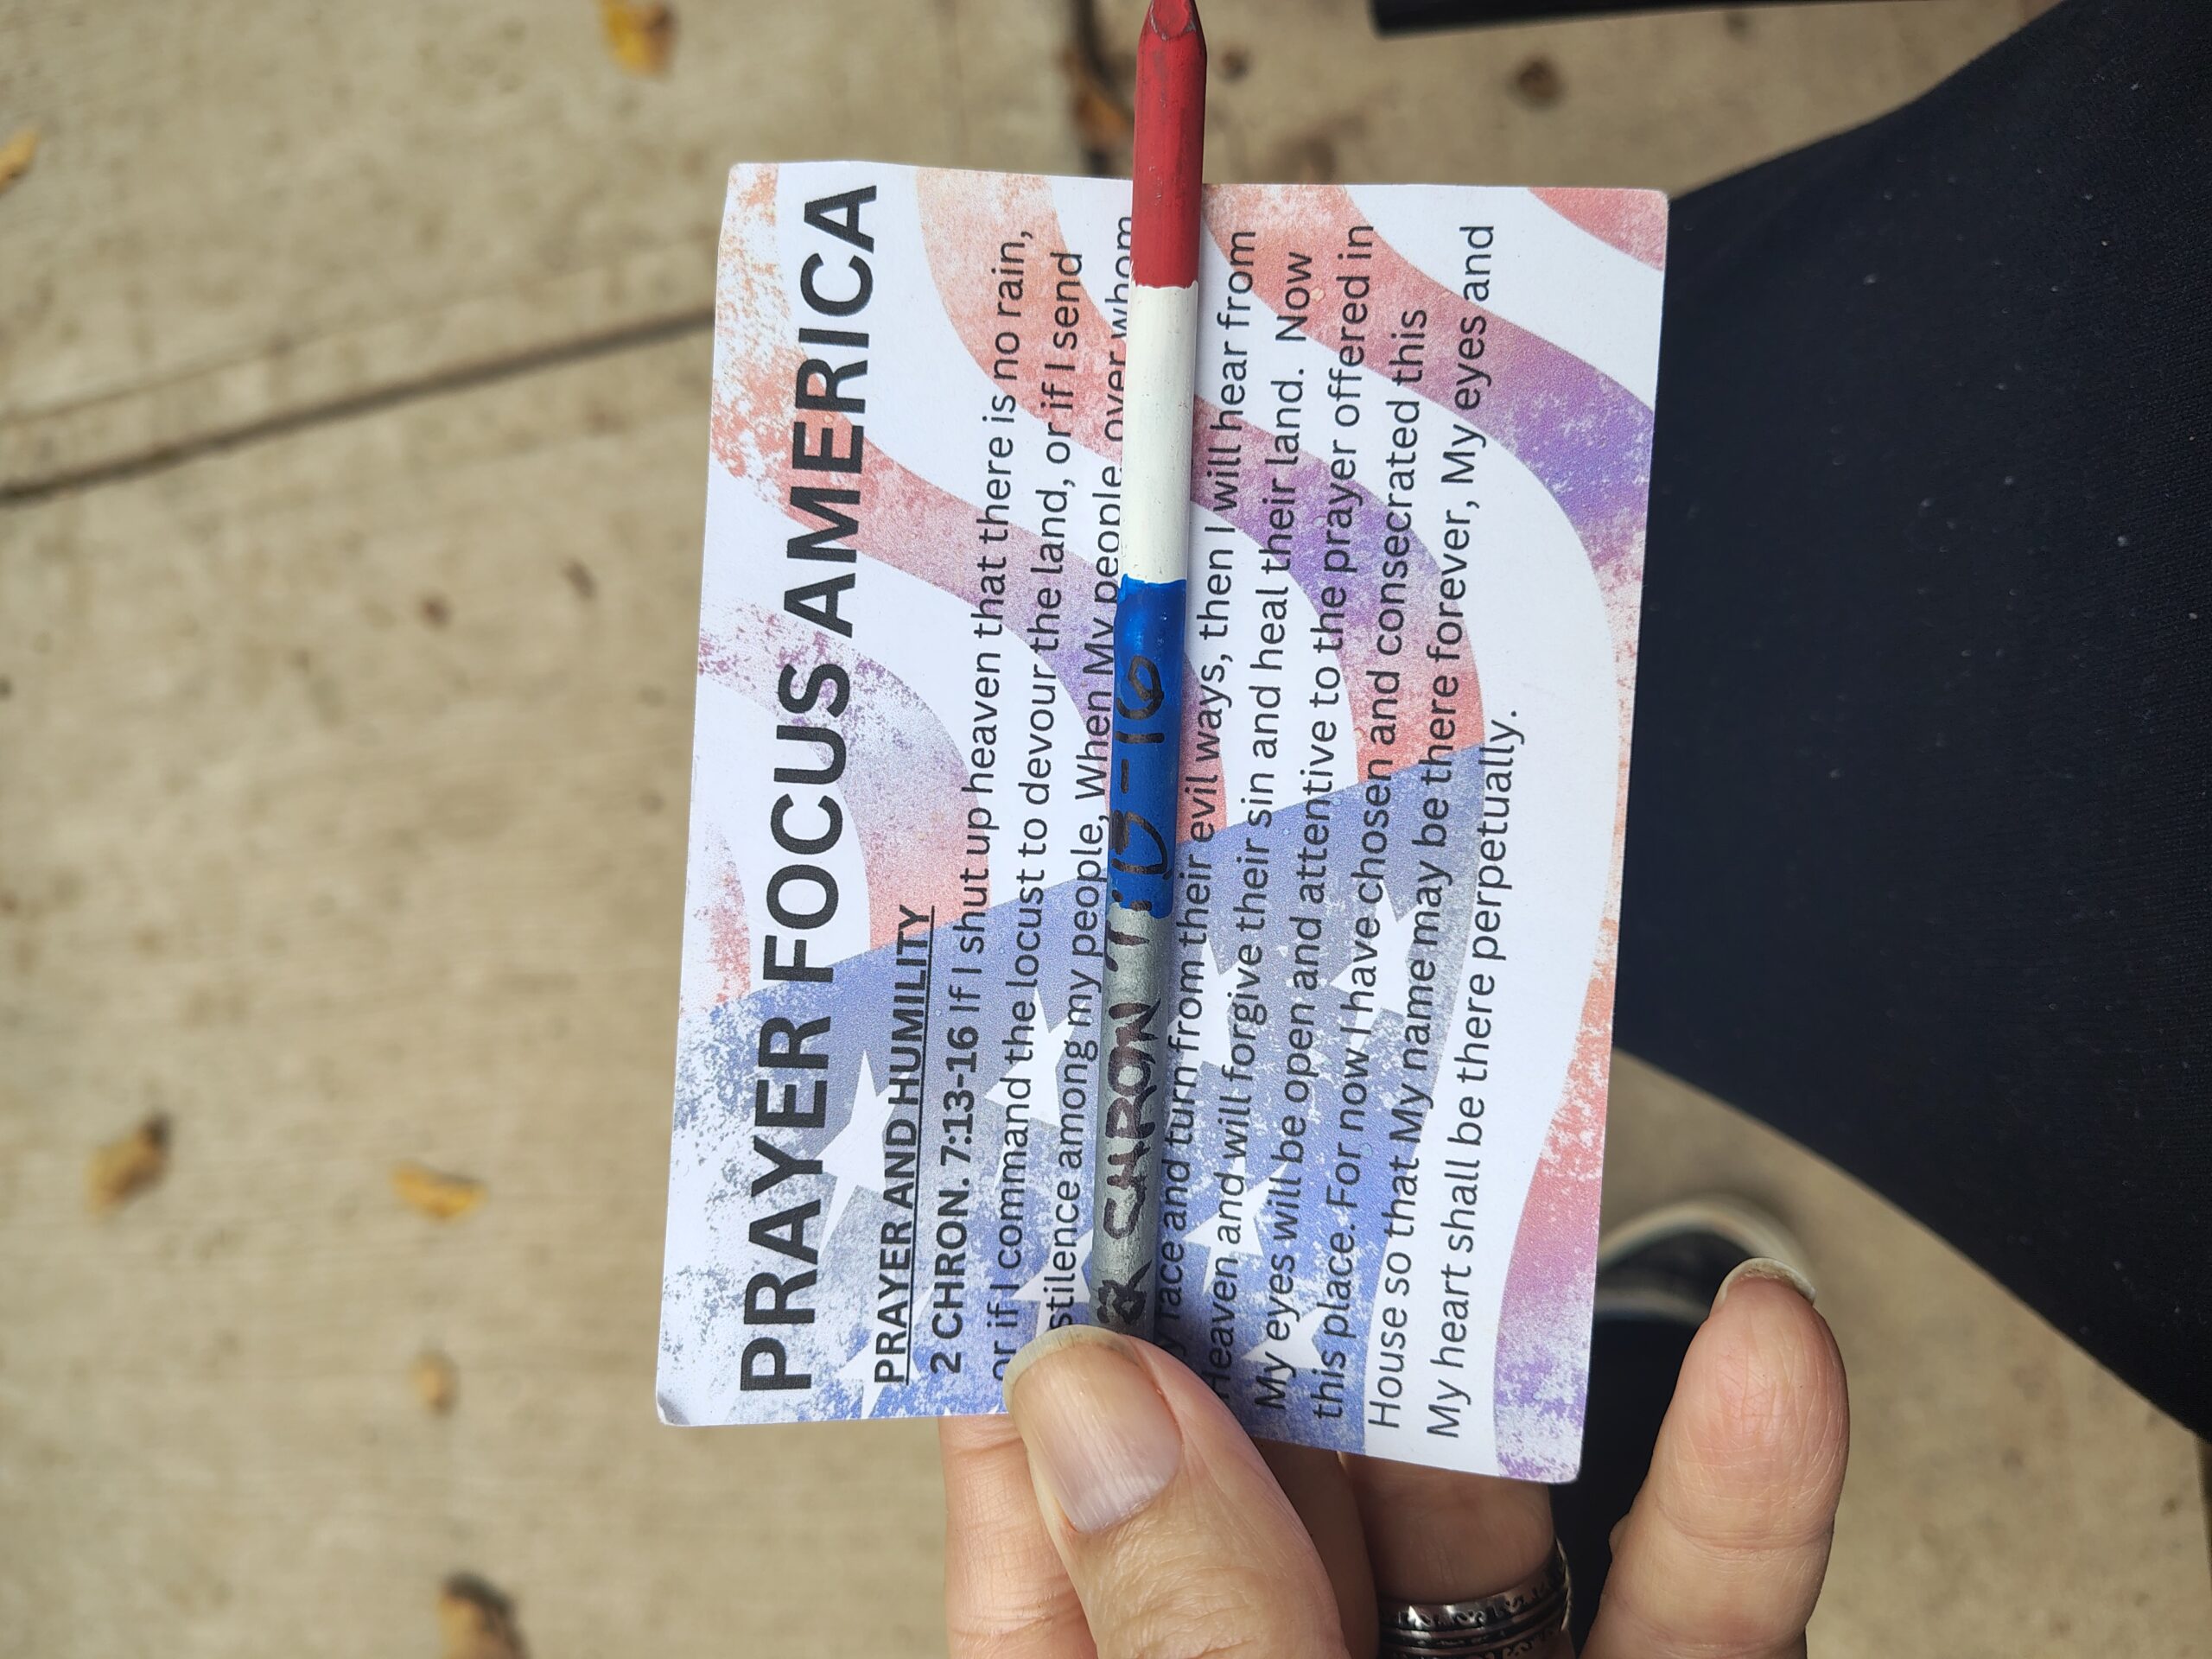 PRAYER FOCUS AMERICA
PRAYER AND HUMILITY
2 CHRON. 7:13-16 If I shut up heaven that there is no rain,
or if I command the locust to devour the land, or if I send
stilence among my people, When My people, over whom
face and turn from their evil ways, then I will hear from
Heaven and will forgive their sin and heal their land. Now
My eyes will be open and attentive to the prayer offered in
this place. For now I have chosen and consecrated this
House so that My name may be there forever, My eyes and
My heart shall be there perpetually.
CHRON 7:13-16